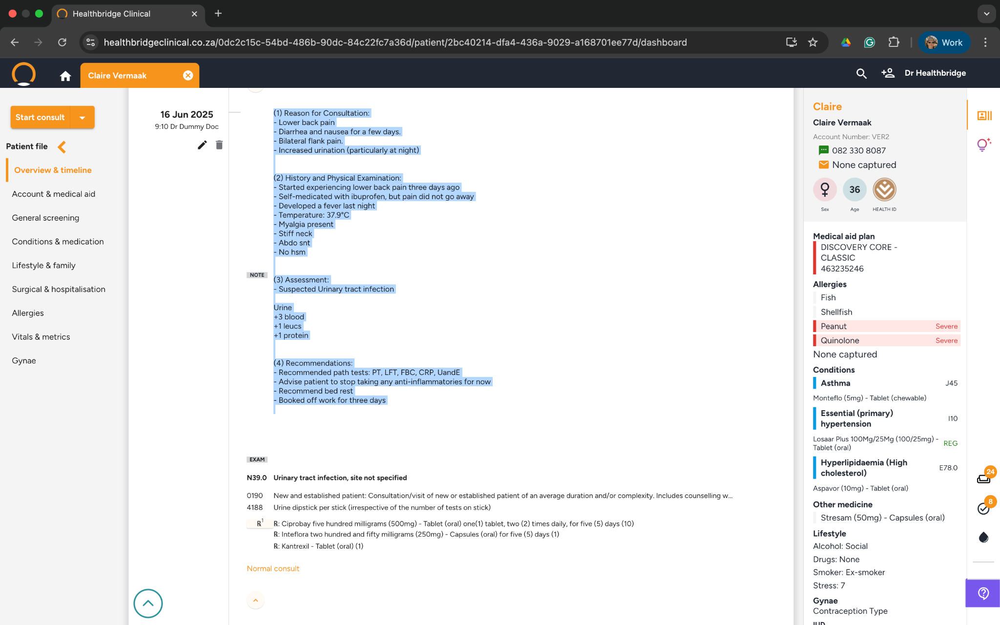 Healthbridge Clinical
healthbridgeclinical.co.za/0dc2c15c-54bd-486b-90dc-84c22fc7a36d/patient/2bc40214-dfa4-436a-9029-a168701ee77d/dashboard
Work
Claire Vermaak
Dr Healthbridge
Start consult
Patient file
Overview & timeline
Account & medical aid
General screening
Conditions & medication
Lifestyle & family
Surgical & hospitalisation
Allergies
Vitals & metrics
Gynae
16 Jun 2025
9:10 Dr Dummy Doc
NOTE
(1) Reason for Consultation:
- Lower back pain
- Diarrhea and nausea for a few days.
- Bilateral flank pain.
- Increased urination (particularly at night)
(2) History and Physical Examination:
- Started experiencing lower back pain three days ago
- Self-medicated with ibuprofen, but pain did not go away
- Developed a fever last night
- Temperature: 37.9°C
- Myalgia present
- Stiff neck
- Abdo snt
- No hsm
(3) Assessment:
- Suspected Urinary tract infection
Urine
+3 blood
+1 leucs
+1 protein
(4) Recommendations:
- Recommended path tests: PT, LFT, FBC, CRP, UandE
- Advise patient to stop taking any anti-inflammatories for now
- Recommend bed rest
- Booked off work for three days
EXAM
N39.0 Urinary tract infection, site not specified
0190 New and established patient: Consultation/visit of new or established patient of an average duration and/or complexity. Includes counselling w...
4188 Urine dipstick per stick (irrespective of the number of tests on stick)
℞1 ℞: Ciprobay five hundred milligrams (500mg) - Tablet (oral) one(1) tablet, two (2) times daily, for five (5) days (10)
℞: Inteflora two hundred and fifty milligrams (250mg) - Capsules (oral) for five (5) days (1)
℞: Kantrexil - Tablet (oral) (1)
Normal consult
Claire
Claire Vermaak
Account Number: VER2
082 330 8087
None captured
36
Sex Age HEALTH ID
Medical aid plan
DISCOVERY CORE -
CLASSIC
463235246
Allergies
Fish
Shellfish
Peanut Severe
Quinolone Severe
None captured
Conditions
Asthma J45
Monteflo (5mg) - Tablet (chewable)
Essential (primary)
hypertension I10
Losaar Plus 100Mg/25Mg (100/25mg) -
Tablet (oral) REG
Hyperlipidaemia (High
cholesterol) E78.0
Aspavor (10mg) - Tablet (oral)
Other medicine
Stresam (50mg) - Capsules (oral)
Lifestyle
Alcohol: Social
Drugs: None
Smoker: Ex-smoker
Stress: 7
Gynae
Contraception Type
IUD
24
8